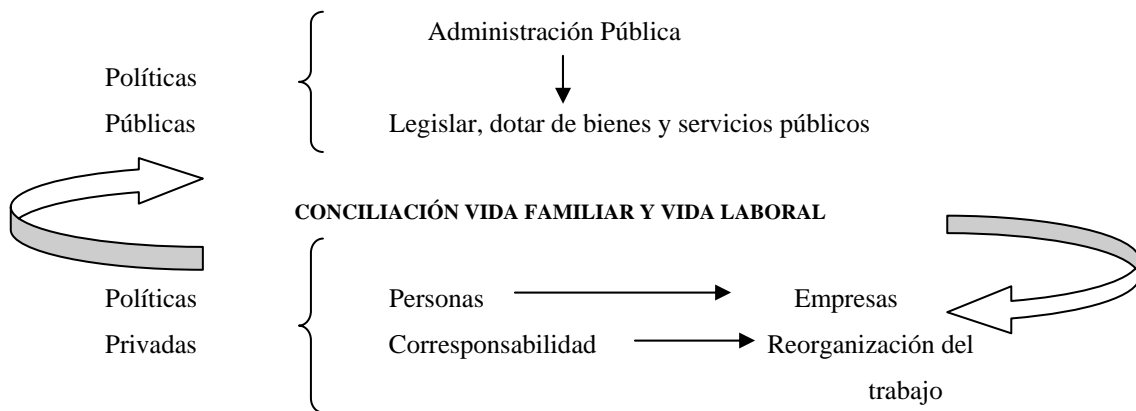 Administración Pública
Políticas
Públicas
Legislar, dotar de bienes y servicios públicos
CONCILIACIÓN VIDA FAMILIAR Y VIDA LABORAL
Políticas
Personas
Empresas
Privadas
Corresponsabilidad
Reorganización del
trabajo